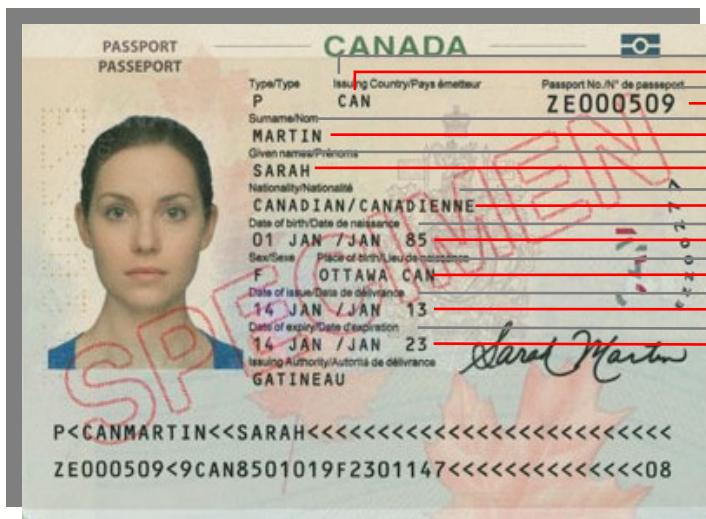 PASSPORT
PASSEPORT
CANADA
Type/Type Issuing Country/Pays émetteur Passport No./N° de passeport
P CAN ZE000509
Surname/Nom
MARTIN
Given names/Prénoms
SARAH
Nationality/Nationalité
CANADIAN/CANADIENNE
Date of birth/Date de naissance
01 JAN /JAN 85
Sex/Sexe Place of birth/Lieu de naissance
F OTTAWA CAN
Date of issue/Date de délivrance
14 JAN /JAN 13
Date of expiry/Date d'expiration
14 JAN /JAN 23
Issuing Authority/Autorité de délivrance
GATINEAU
Sarah Martin
SPECIMEN
P<CANMARTIN<<SARAH<<<<<<<<<<<<<<<<<<<<<<<<<<
ZE000509<9CAN8501019F2301147<<<<<<<<<<<<<<08